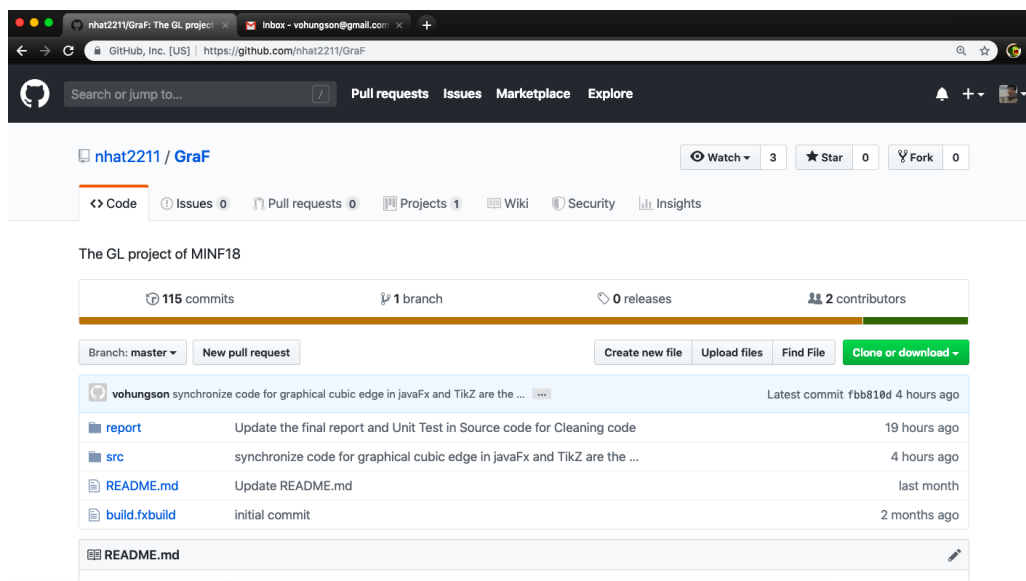 nhat2211/GraF: The GL project Inbox - vohungson@gmail.com
GitHub, Inc. [US] https://github.com/nhat2211/GraF
Search or jump to... / Pull requests Issues Marketplace Explore
nhat2211 / GraF Watch 3 Star 0 Fork 0
Code Issues 0 Pull requests 0 Projects 1 Wiki Security Insights
The GL project of MINF18
115 commits 1 branch 0 releases 2 contributors
Branch: master New pull request Create new file Upload files Find File Clone or download
vohungson synchronize code for graphical cubic edge in javaFx and TikZ are the ... ... Latest commit fbb810d 4 hours ago
report Update the final report and Unit Test in Source code for Cleaning code 19 hours ago
src synchronize code for graphical cubic edge in javaFx and TikZ are the ... 4 hours ago
README.md Update README.md last month
build.fxbuild initial commit 2 months ago
README.md